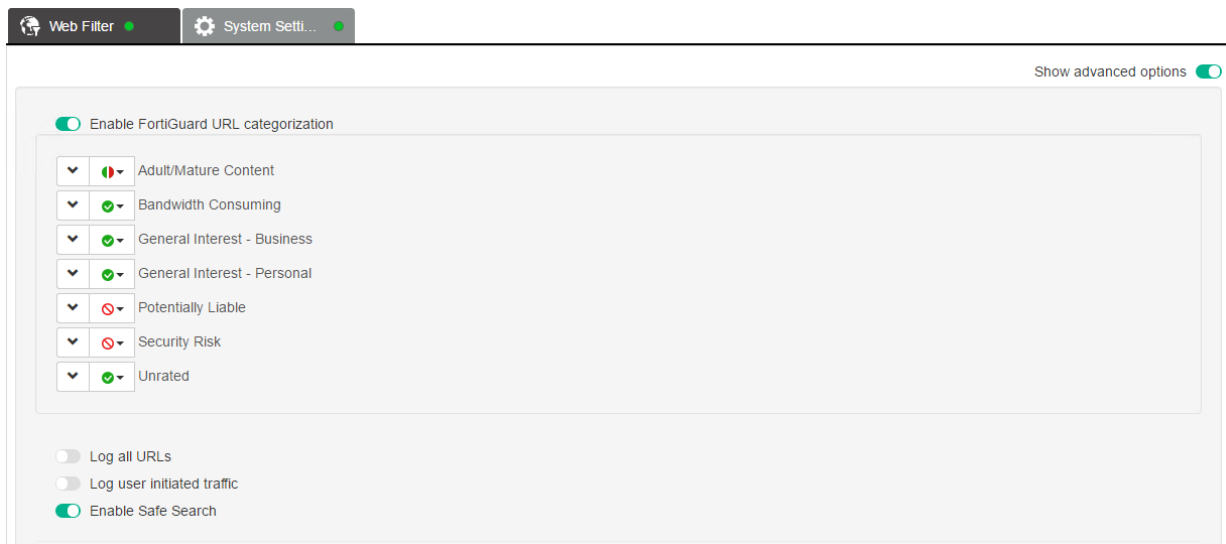 Web Filter
System Setti...
Show advanced options
Enable FortiGuard URL categorization
Adult/Mature Content
Bandwidth Consuming
General Interest - Business
General Interest - Personal
Potentially Liable
Security Risk
Unrated
Log all URLs
Log user initiated traffic
Enable Safe Search